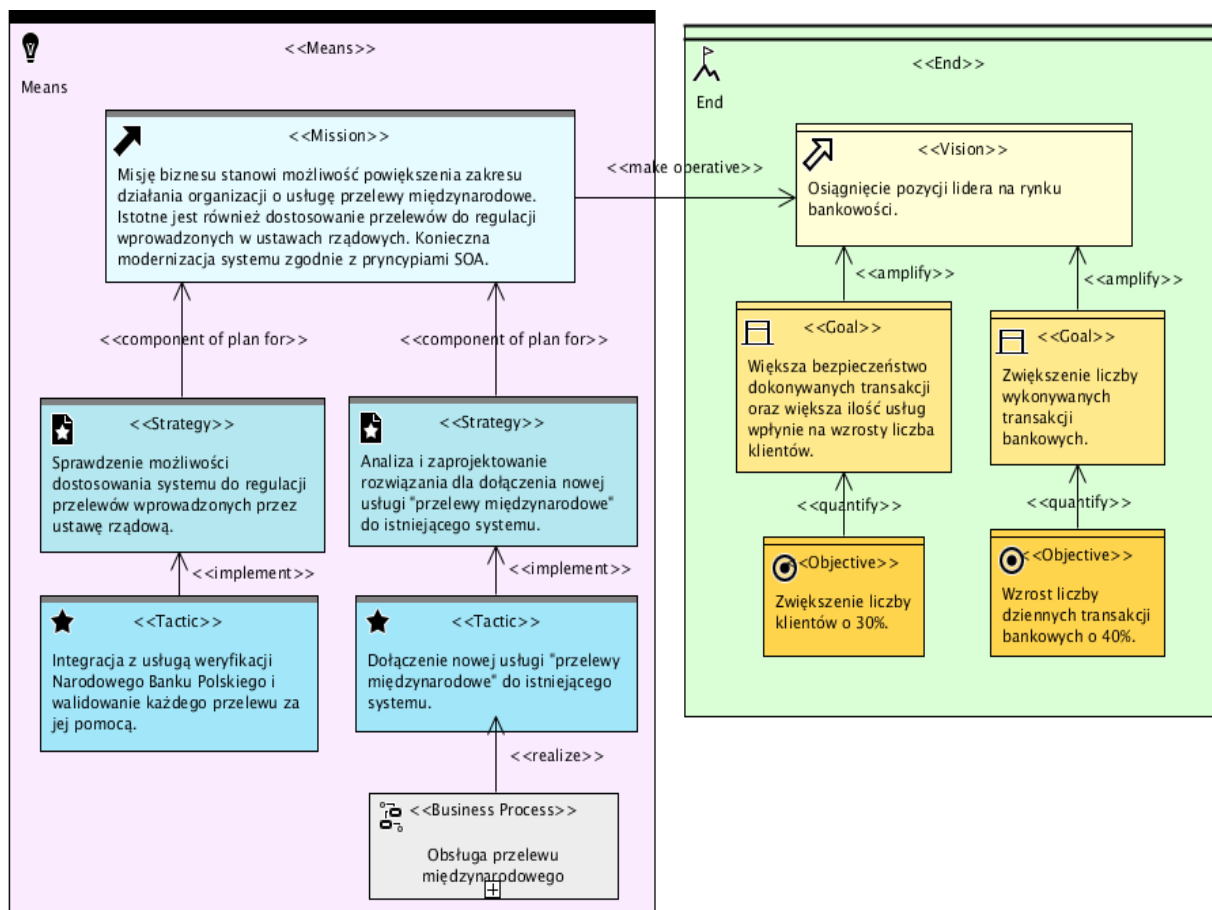 <<Means>>
Means
<<Mission>>
Misję biznesu stanowi możliwość powiększenia zakresu
działania organizacji o usługę przelewy międzynarodowe.
Istotne jest również dostosowanie przelewów do regulacji
wprowadzonych w ustawach rządowych. Konieczna
modernizacja systemu zgodnie z pryncypiami SOA.
<<component of plan for>>
<<component of plan for>>
<<Strategy>>
Sprawdzenie możliwości
dostosowania systemu do regulacji
przelewów wprowadzonych przez
ustawę rządową.
<<Strategy>>
Analiza i zaprojektowanie
rozwiązania dla dołączenia nowej
usługi "przelewy międzynarodowe"
do istniejącego systemu.
<<implement>>
<<implement>>
<<Tactic>>
Integracja z usługą weryfikacji
Narodowego Banku Polskiego i
walidowanie każdego przelewu za
jej pomocą.
<<Tactic>>
Dołączenie nowej usługi "przelewy
międzynarodowe" do istniejącego
systemu.
<<realize>>
<<Business Process>>
Obsługa przelewu
międzynarodowego
<<make operative>>
<<End>>
End
<<Vision>>
Osiągnięcie pozycji lidera na rynku
bankowości.
<<amplify>>
<<amplify>>
<<Goal>>
Większa bezpieczeństwo
dokonywanych transakcji
oraz większa ilość usług
wpłynie na wzrosty liczba
klientów.
<<Goal>>
Zwiększenie liczby
wykonywanych
transakcji
bankowych.
<<quantify>>
<<quantify>>
<<Objective>>
Zwiększenie liczby
klientów o 30%.
<<Objective>>
Wzrost liczby
dziennych transakcji
bankowych o 40%.